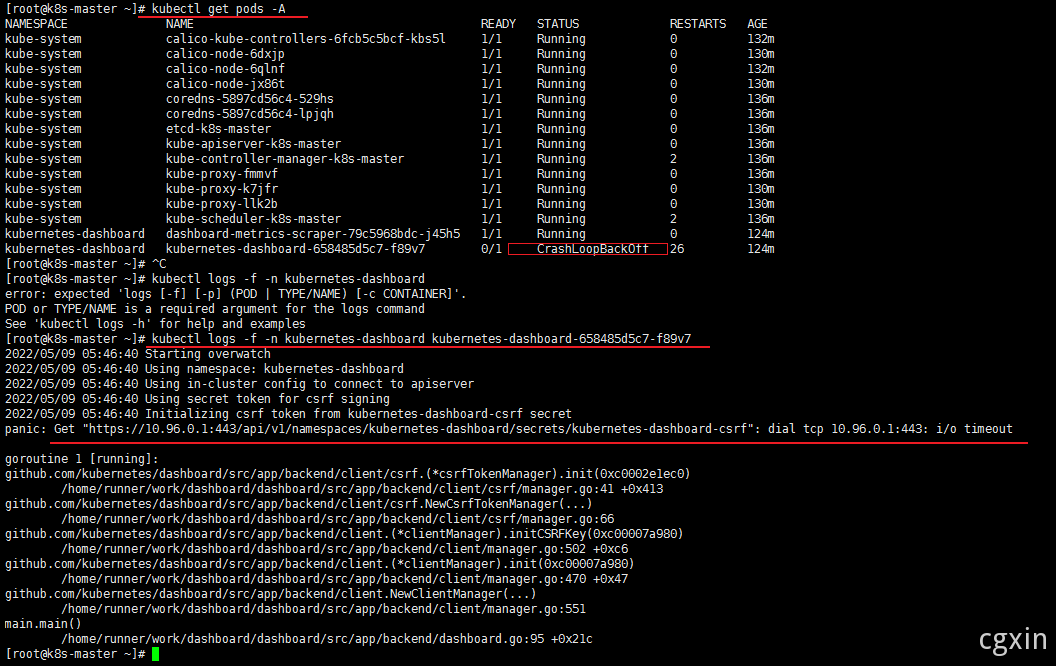 [root@k8s-master ~]# kubectl get pods -A
NAMESPACE NAME READY STATUS RESTARTS AGE
kube-system calico-kube-controllers-6fcb5c5bcf-kbs5l 1/1 Running 0 132m
kube-system calico-node-6dxjp 1/1 Running 0 130m
kube-system calico-node-6qlnf 1/1 Running 0 132m
kube-system calico-node-jx86t 1/1 Running 0 130m
kube-system coredns-5897cd56c4-529hs 1/1 Running 0 136m
kube-system coredns-5897cd56c4-lpjqh 1/1 Running 0 136m
kube-system etcd-k8s-master 1/1 Running 0 136m
kube-system kube-apiserver-k8s-master 1/1 Running 0 136m
kube-system kube-controller-manager-k8s-master 1/1 Running 2 136m
kube-system kube-proxy-fmmvf 1/1 Running 0 136m
kube-system kube-proxy-k7jfr 1/1 Running 0 130m
kube-system kube-proxy-llk2b 1/1 Running 0 130m
kube-system kube-scheduler-k8s-master 1/1 Running 2 136m
kubernetes-dashboard dashboard-metrics-scraper-79c5968bdc-j45h5 1/1 Running 0 124m
kubernetes-dashboard kubernetes-dashboard-658485d5c7-f89v7 0/1 CrashLoopBackOff 26 124m
[root@k8s-master ~]# ^C
[root@k8s-master ~]# kubectl logs -f -n kubernetes-dashboard
error: expected 'logs [-f] [-p] (POD | TYPE/NAME) [-c CONTAINER]'.
POD or TYPE/NAME is a required argument for the logs command
See 'kubectl logs -h' for help and examples
[root@k8s-master ~]# kubectl logs -f -n kubernetes-dashboard kubernetes-dashboard-658485d5c7-f89v7
2022/05/09 05:46:40 Starting overwatch
2022/05/09 05:46:40 Using namespace: kubernetes-dashboard
2022/05/09 05:46:40 Using in-cluster config to connect to apiserver
2022/05/09 05:46:40 Using secret token for csrf signing
2022/05/09 05:46:40 Initializing csrf token from kubernetes-dashboard-csrf secret
panic: Get "https://10.96.0.1:443/api/v1/namespaces/kubernetes-dashboard/secrets/kubernetes-dashboard-csrf": dial tcp 10.96.0.1:443: i/o timeout
goroutine 1 [running]:
github.com/kubernetes/dashboard/src/app/backend/client/csrf.(*csrfTokenManager).init(0xc0002e1ec0)
/home/runner/work/dashboard/dashboard/src/app/backend/client/csrf/manager.go:41 +0x413
github.com/kubernetes/dashboard/src/app/backend/client/csrf.NewCsrfTokenManager(...)
/home/runner/work/dashboard/dashboard/src/app/backend/client/csrf/manager.go:66
github.com/kubernetes/dashboard/src/app/backend/client.(*clientManager).initCSRFKey(0xc00007a980)
/home/runner/work/dashboard/dashboard/src/app/backend/client/manager.go:502 +0xc6
github.com/kubernetes/dashboard/src/app/backend/client.(*clientManager).init(0xc00007a980)
/home/runner/work/dashboard/dashboard/src/app/backend/client/manager.go:470 +0x47
github.com/kubernetes/dashboard/src/app/backend/client.NewClientManager(...)
/home/runner/work/dashboard/dashboard/src/app/backend/client/manager.go:551
main.main()
/home/runner/work/dashboard/dashboard/src/app/backend/dashboard.go:95 +0x21c
[root@k8s-master ~]#
cgxin